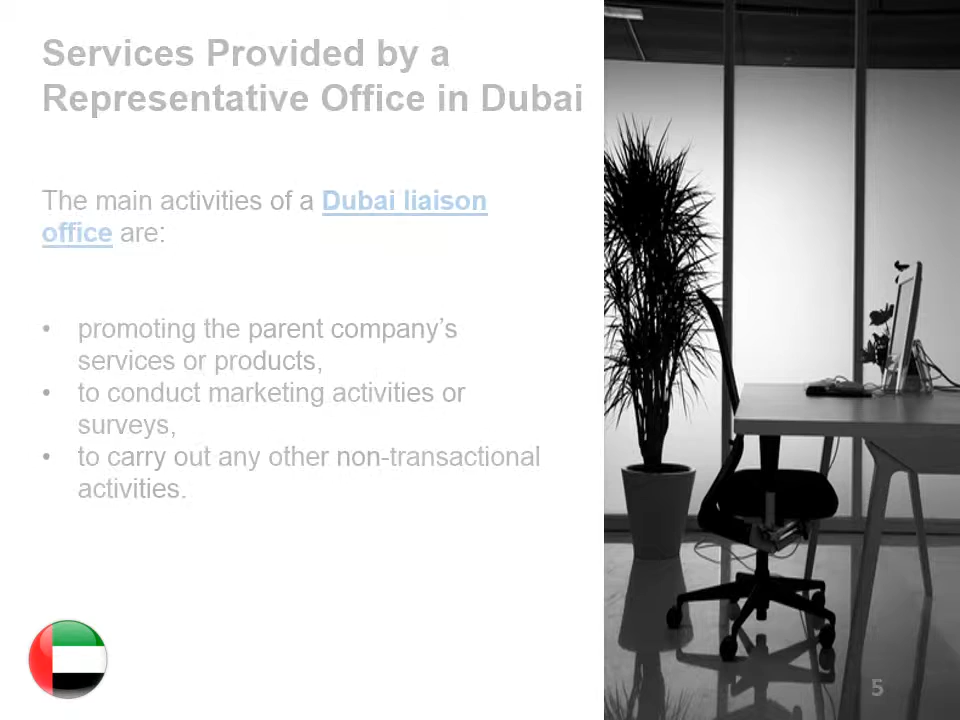 Services Provided by a
Representative Office in Dubai
The main activities of a Dubai liaison
office are:
• promoting the parent company’s
services or products,
• to conduct marketing activities or
surveys,
• to carry out any other non-transactional
activities.
5